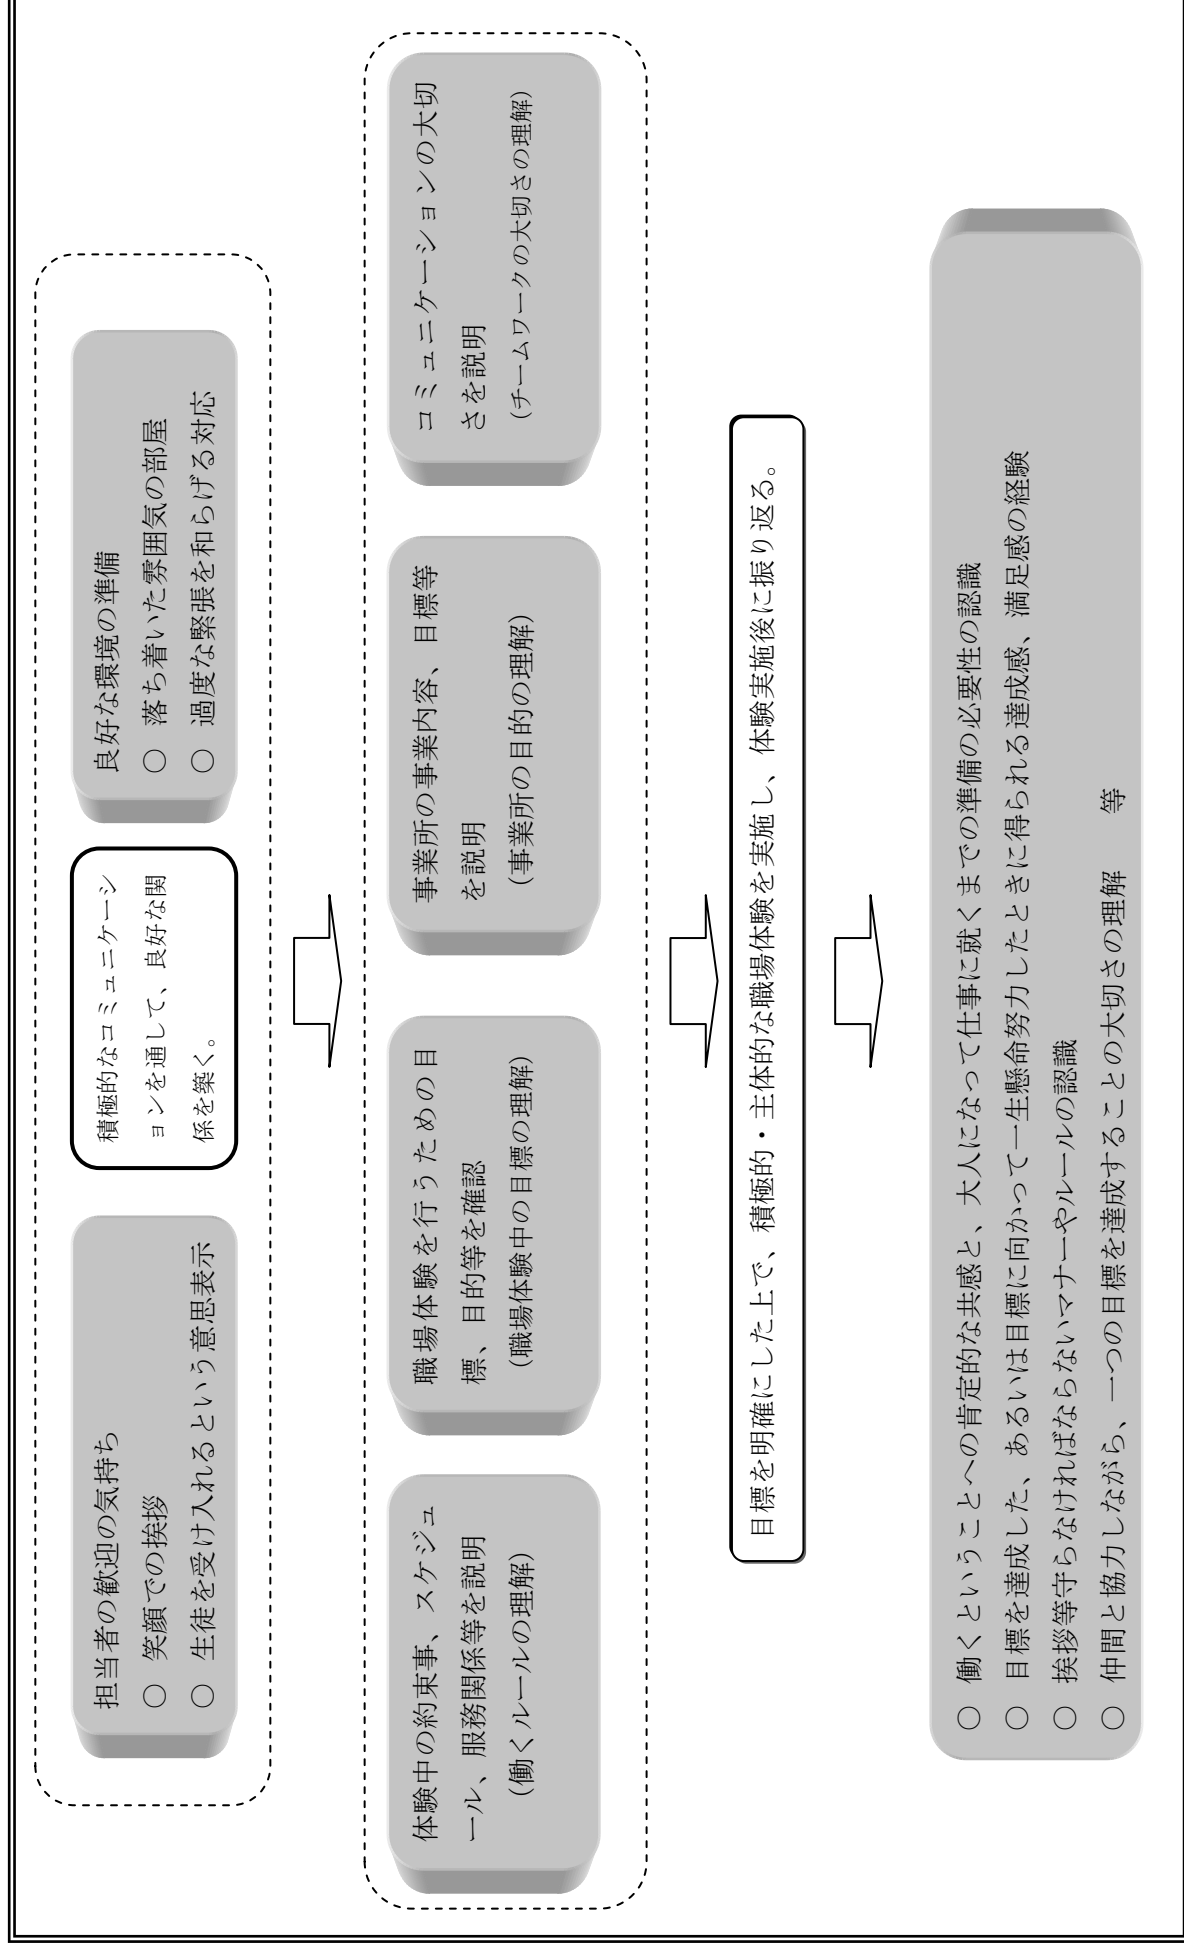 担当者の歓迎の気持ち
○ 笑顔での挨拶
○ 生徒を受け入れるという意思表示
積極的なコミュニケーシ
ョンを通して、良好な関
係を築く。
良好な環境の準備
○ 落ち着いた雰囲気の部屋
○ 過度な緊張を和らげる対応
体験中の約束事、スケジュ
ール、服務関係等を説明
(働くルールの理解)
職場体験を行うための目
標、目的等を確認
(職場体験中の目標の理解)
事業所の事業内容、目標等
を説明
(事業所の目的の理解)
コミュニケーションの大切
さを説明
(チームワークの大切さの理解)
目標を明確にした上で、積極的・主体的な職場体験を実施し、体験実施後に振り返る。
○ 働くということへの肯定的な共感と、大人になって仕事に就くまでの準備の必要性の認識
○ 目標を達成した、あるいは目標に向かって一生懸命努力したときに得られる達成感、満足感の経験
○ 挨拶等守らなければならないマナーやルールの認識
○ 仲間と協力しながら、一つの目標を達成することの大切さの理解 等